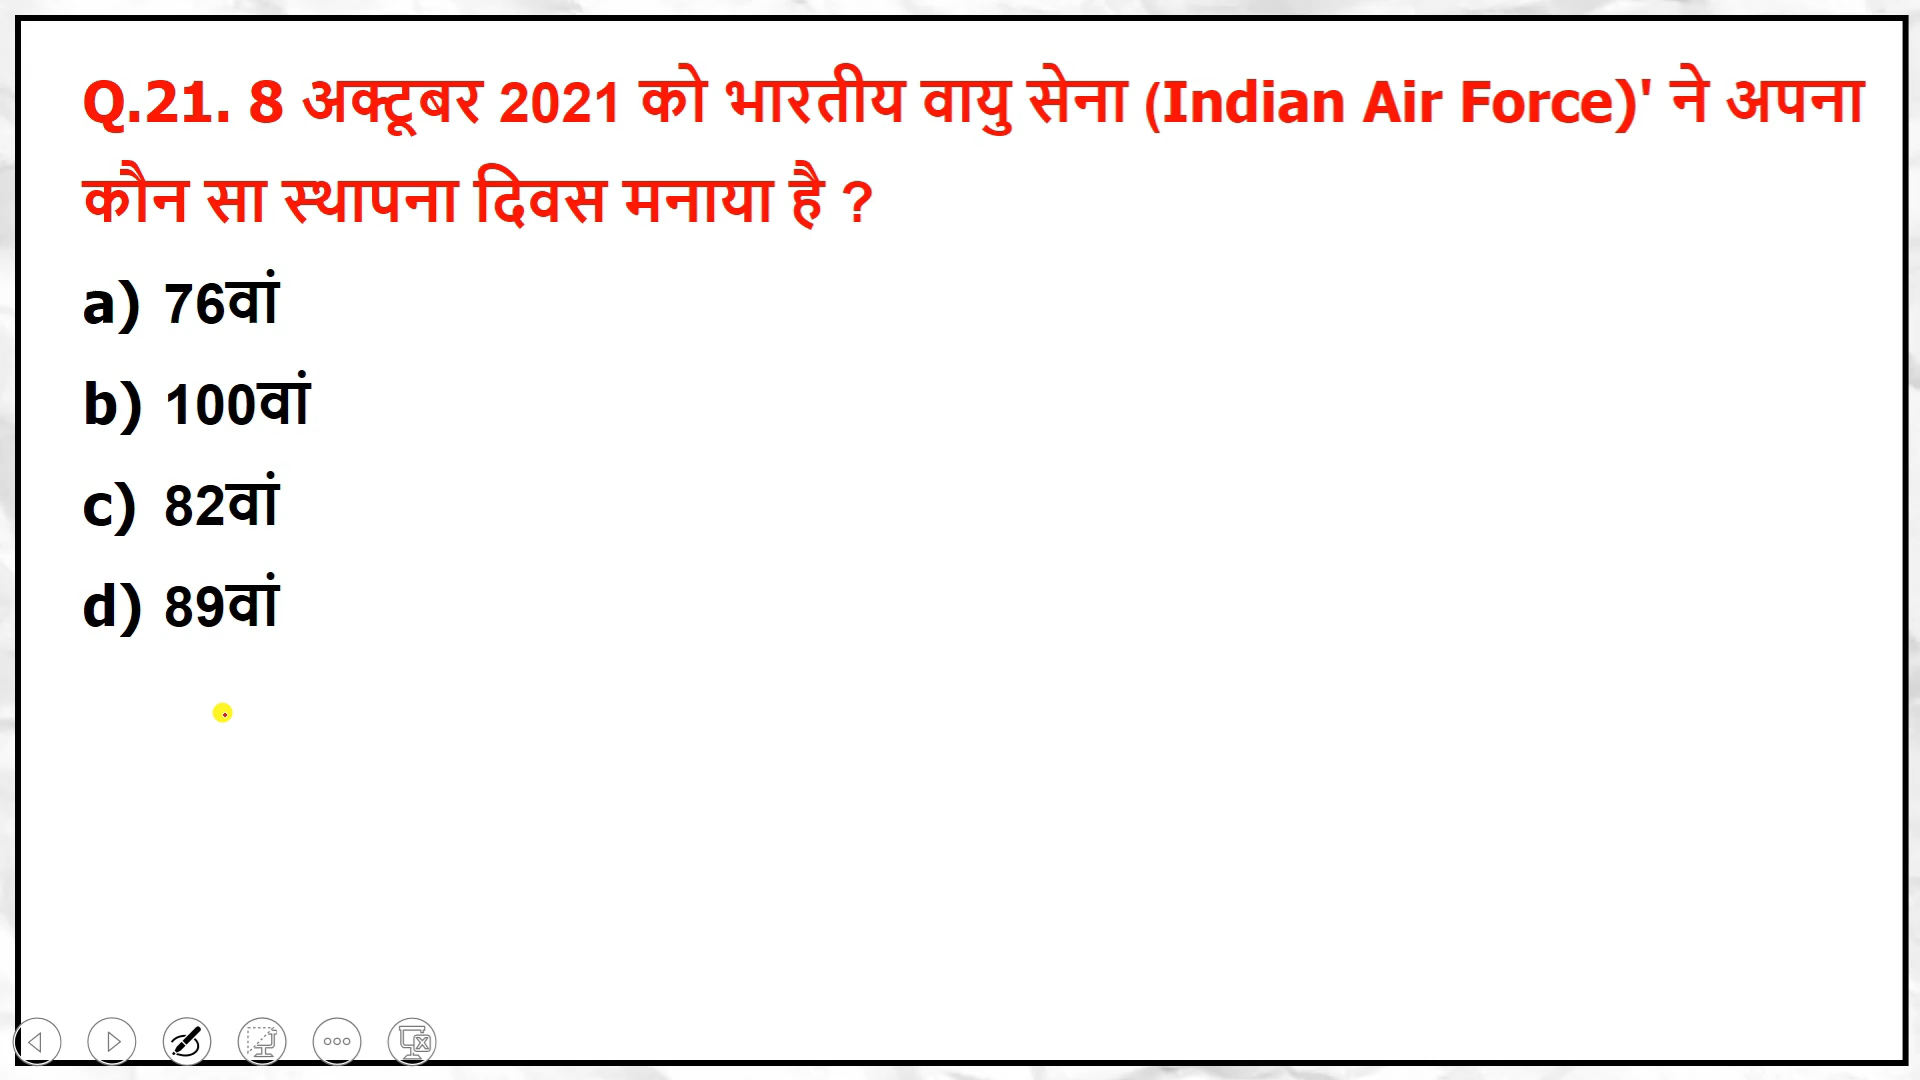 Q.21. 8 अक्टूबर 2021 को भारतीय वायु सेना (Indian Air Force)' ने अपना
कौन सा स्थापना दिवस मनाया है ?
a) 76वां
b) 100वां
c) 82वां
d) 89वां